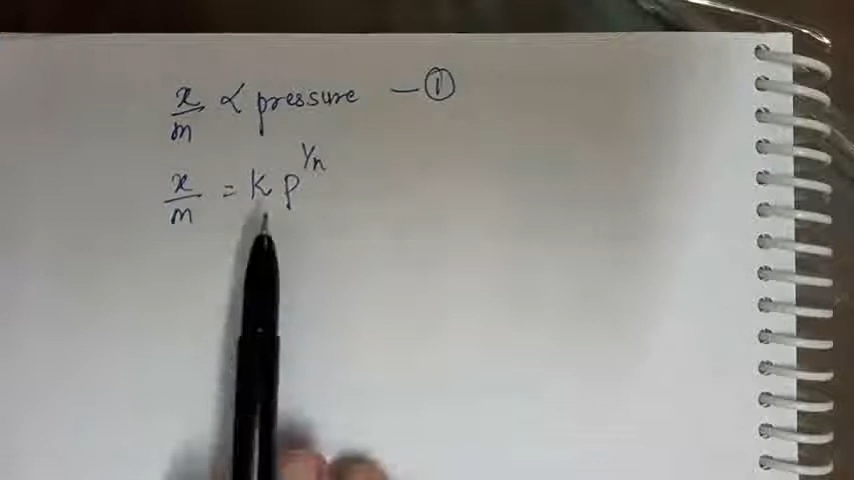 x/m ∝ pressure — ①
x/m = K p^1/n